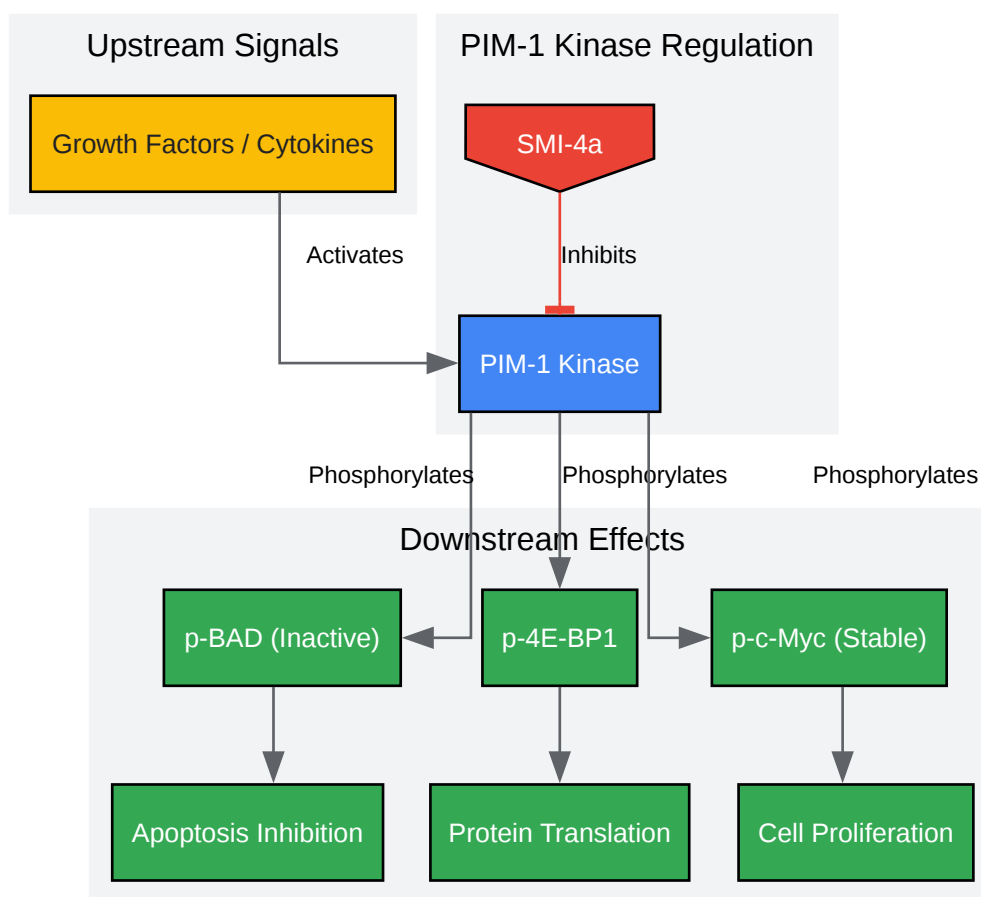 Upstream Signals
PIM-1 Kinase Regulation
Growth Factors / Cytokines
SMI-4a
Activates
Inhibits
PIM-1 Kinase
Phosphorylates
Phosphorylates
Phosphorylates
Downstream Effects
p-BAD (Inactive)
p-4E-BP1
p-c-Myc (Stable)
Apoptosis Inhibition
Protein Translation
Cell Proliferation